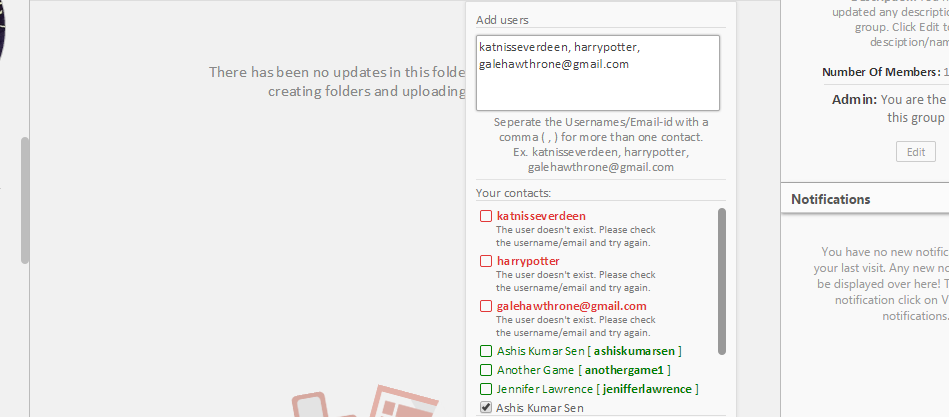 There has been no updates in this folde
creating folders and uploading
Add users
katnisseverdeen, harrypotter,
galehawthrone@gmail.com
Seperate the Usernames/Email-id with a
comma ( , ) for more than one contact.
Ex. katnisseverdeen, harrypotter,
galehawthrone@gmail.com
Your contacts:
katnisseverdeen
The user doesn't exist. Please check
the username/email and try again.
harrypotter
The user doesn't exist. Please check
the username/email and try again.
galehawthrone@gmail.com
The user doesn't exist. Please check
the username/email and try again.
Ashis Kumar Sen [ ashiskumarsen ]
Another Game [ anothergame1 ]
Jennifer Lawrence [ jenifferlawrence ]
Ashis Kumar Sen
updated any descriptio
group. Click Edit to
desciption/nam
Number Of Members: 1
Admin: You are the
this group
Edit
Notifications
You have no new notific
your last visit. Any new no
be displayed over here! T
notification click on V
notifications.